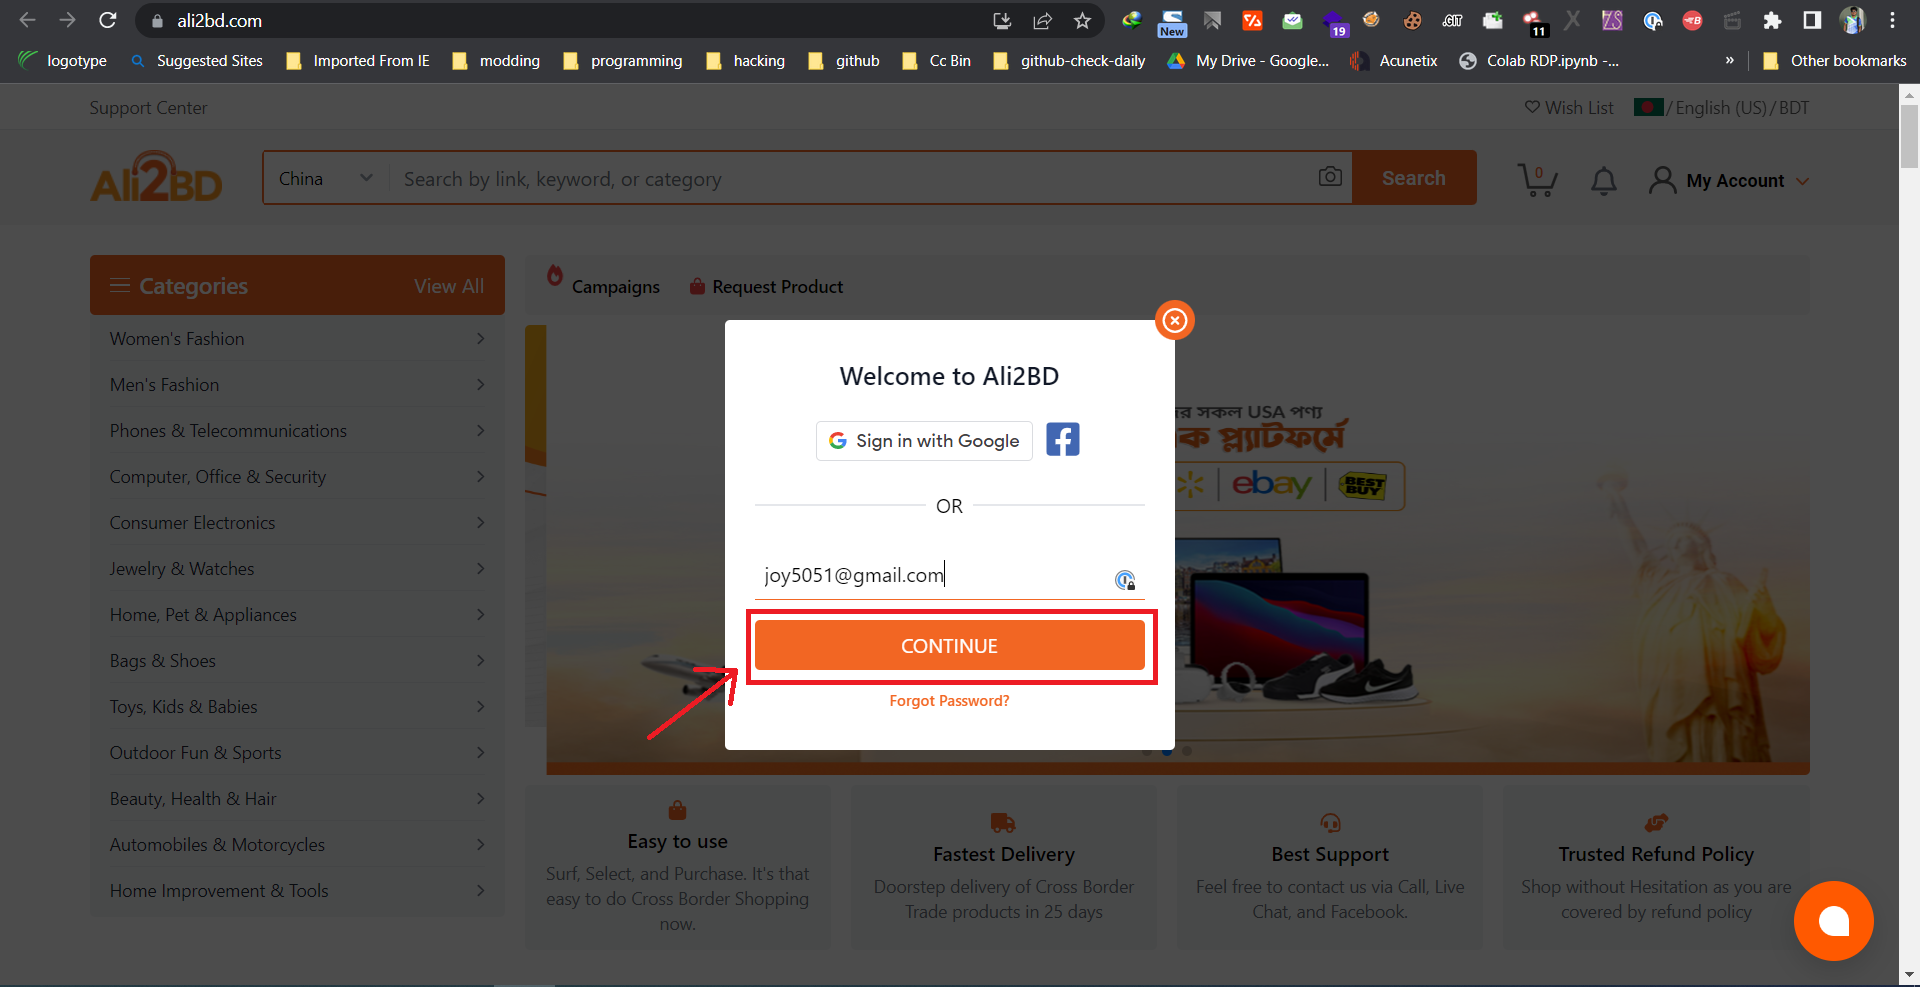 ali2bd.com
New
19
.GIT
11
logotype
Suggested Sites
Imported From IE
modding
programming
hacking
github
Cc Bin
github-check-daily
My Drive - Google...
Acunetix
Colab RDP.ipynb -...
»
Other bookmarks
Support Center
Wish List
/ English (US) / BDT
Ali2BD
China
Search by link, keyword, or category
Search
0
My Account
Categories
View All
Campaigns
Request Product
Women's Fashion
Men's Fashion
Phones & Telecommunications
Computer, Office & Security
Consumer Electronics
Jewelry & Watches
Home, Pet & Appliances
Bags & Shoes
Toys, Kids & Babies
Outdoor Fun & Sports
Beauty, Health & Hair
Automobiles & Motorcycles
Home Improvement & Tools
Welcome to Ali2BD
Sign in with Google
OR
joy5051@gmail.com
CONTINUE
Forgot Password?
সকল USA পণ্য
প্ল্যাটফর্মে
ebay
BEST BUY
Easy to use
Surf, Select, and Purchase. It's that
easy to do Cross Border Shopping
now.
Fastest Delivery
Doorstep delivery of Cross Border
Trade products in 25 days
Best Support
Feel free to contact us via Call, Live
Chat, and Facebook.
Trusted Refund Policy
Shop without Hesitation as you are
covered by refund policy